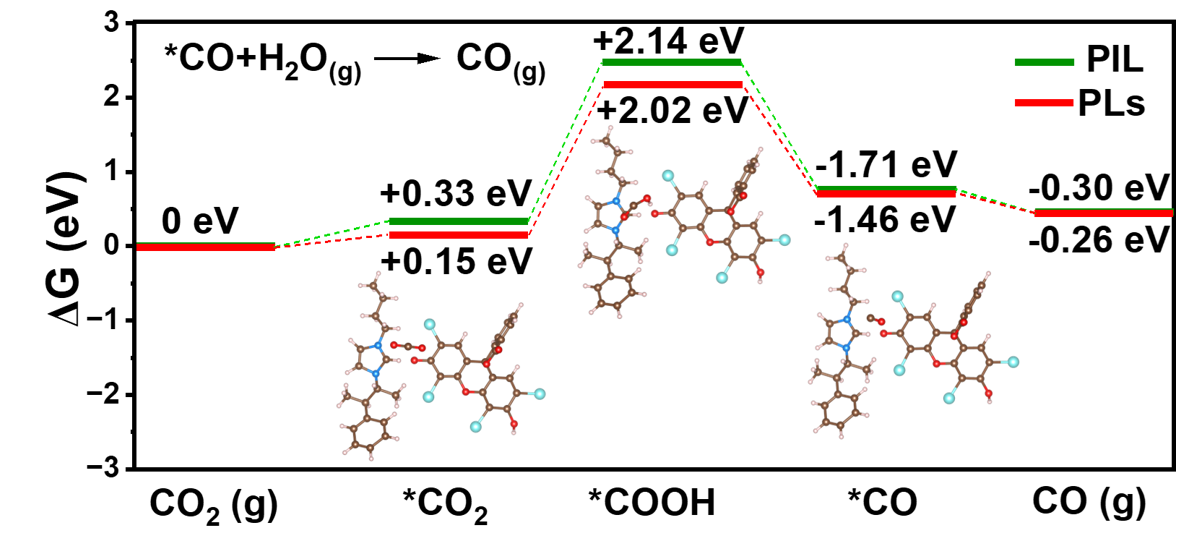 *CO+H₂O(g) → CO(g)
PIL
PLs
ΔG (eV)
3
2
1
0
−1
−2
−3
0 eV
+0.33 eV
+0.15 eV
+2.14 eV
+2.02 eV
-1.71 eV
-1.46 eV
-0.30 eV
-0.26 eV
CO₂ (g)
*CO₂
*COOH
*CO
CO (g)